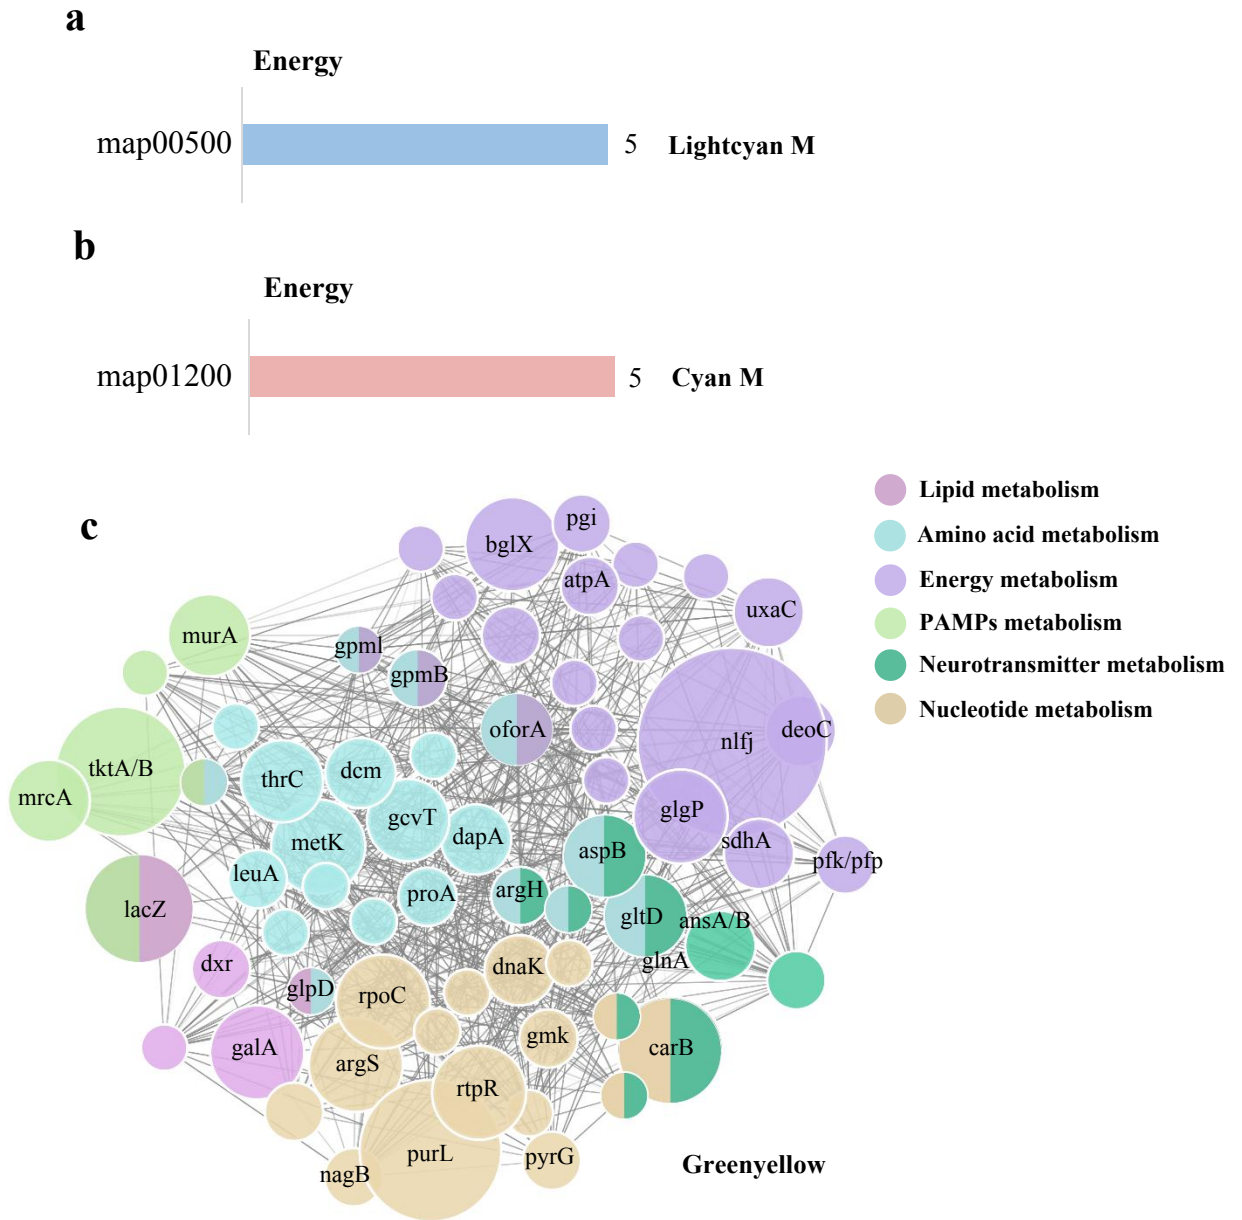 a
Energy
map00500 5 Lightcyan M
b
Energy
map01200 5 Cyan M
c
Lipid metabolism
Amino acid metabolism
Energy metabolism
PAMPs metabolism
Neurotransmitter metabolism
Nucleotide metabolism
pgi
bglX
atpA
uxaC
murA
gpml
gpmB
oforA
nlfj
deoC
tktA/B
mrcA
thrC
dcm
gcvT
dapA
glgP
metK
sdhA
pfk/pfp
aspB
leuA
proA
argH
lacZ
gltD
ansA/B
glnA
dxr
glpD
rpoC
dnaK
gmk
carB
galA
argS
rtpR
purL
pyrG
nagB
Greenyellow